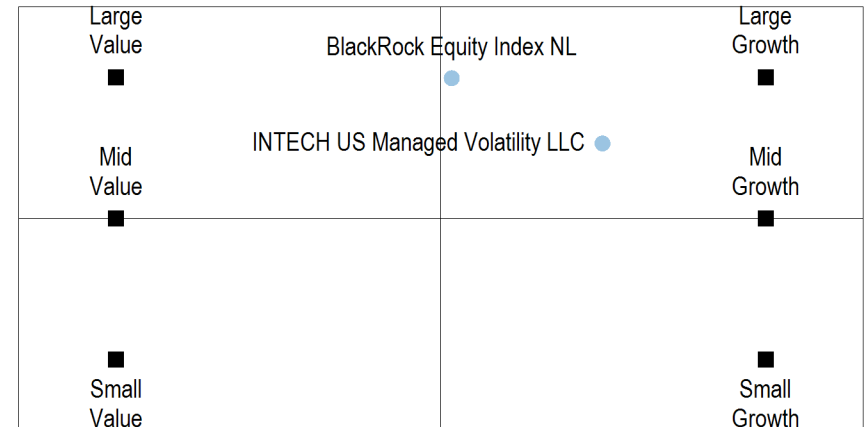 Large
Value
Large
Growth
BlackRock Equity Index NL
INTECH US Managed Volatility LLC
Mid
Value
Mid
Growth
Small
Value
Small
Growth